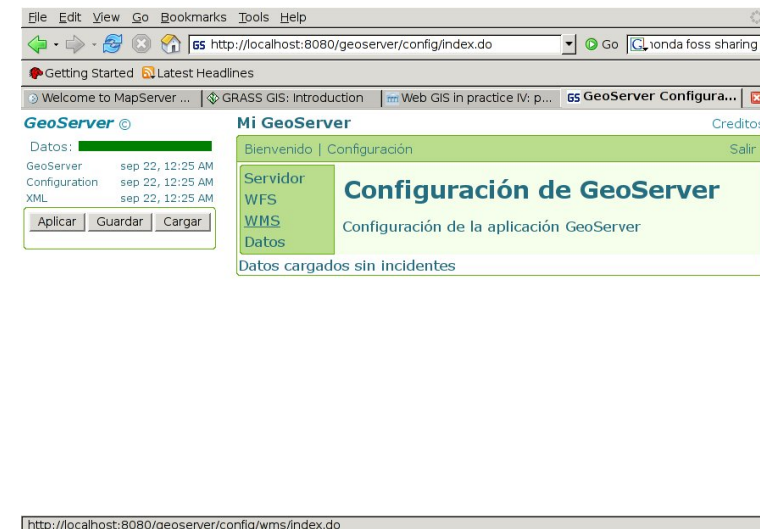 File Edit View Go Bookmarks Tools Help
http://localhost:8080/geoserver/config/index.do Go honda foss sharing
Getting Started Latest Headlines
Welcome to MapServer ... GRASS GIS: Introduction Web GIS in practice IV: p... GS GeoServer Configura...
GeoServer © Mi GeoServer Creditos
Datos: Bienvenido | Configuración Salir
GeoServer sep 22, 12:25 AM
Configuration sep 22, 12:25 AM
XML sep 22, 12:25 AM
Aplicar Guardar Cargar
Servidor
WFS
WMS
Datos
Configuración de GeoServer
Configuración de la aplicación GeoServer
Datos cargados sin incidentes
http://localhost:8080/geoserver/config/wms/index.do